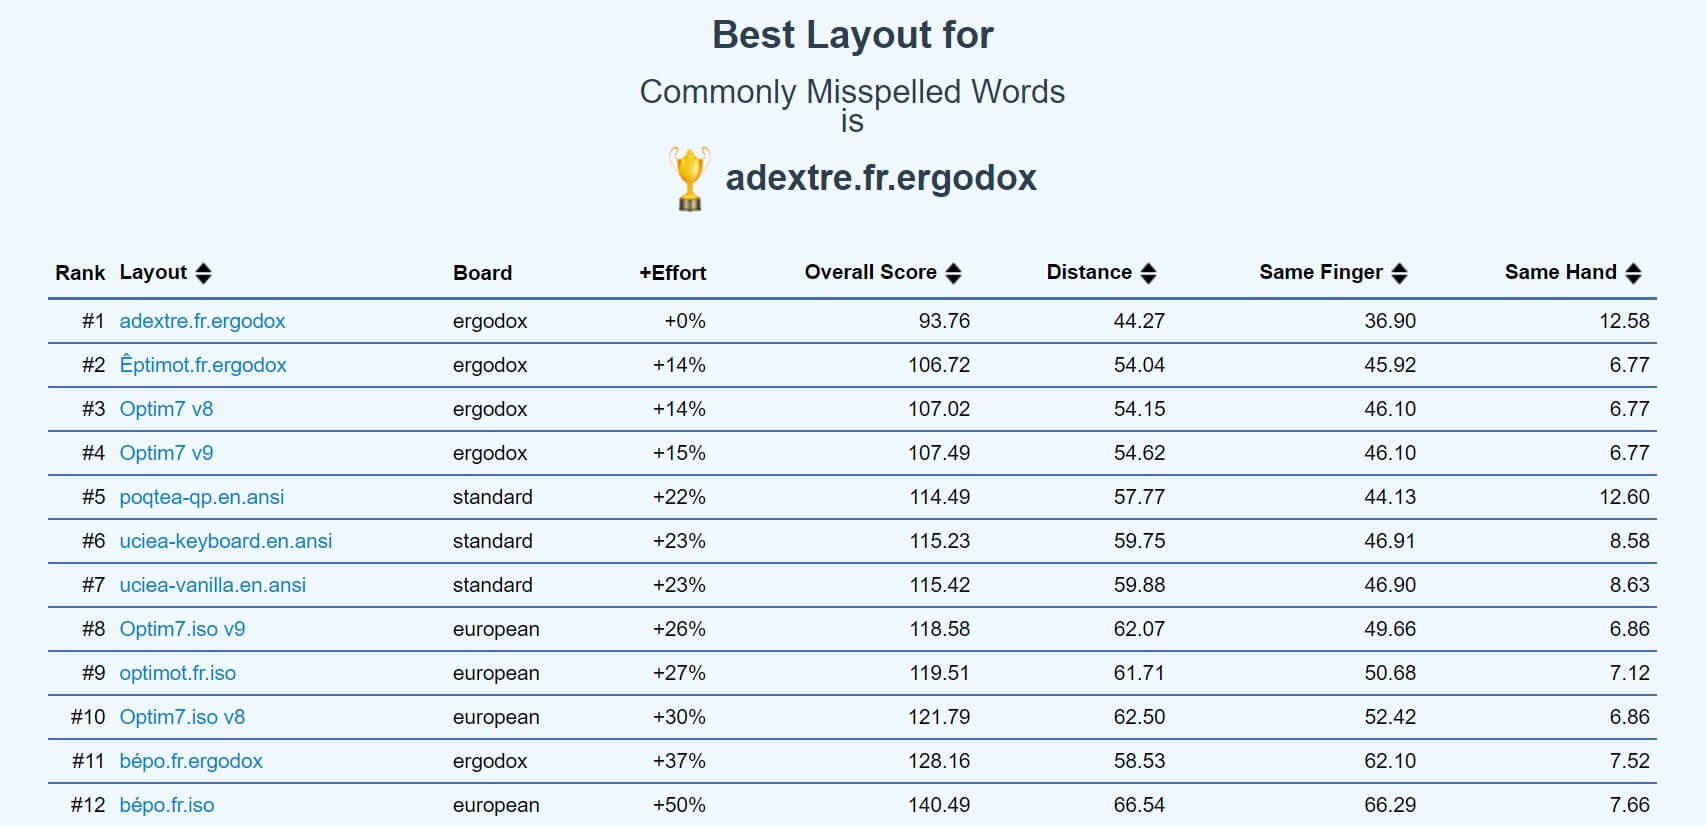 Best Layout for
Commonly Misspelled Words
is
adextre.fr.ergodox
Rank Layout Board +Effort Overall Score Distance Same Finger Same Hand
#1 adextre.fr.ergodox ergodox +0% 93.76 44.27 36.90 12.58
#2 Êptimot.fr.ergodox ergodox +14% 106.72 54.04 45.92 6.77
#3 Optim7 v8 ergodox +14% 107.02 54.15 46.10 6.77
#4 Optim7 v9 ergodox +15% 107.49 54.62 46.10 6.77
#5 poqtea-qp.en.ansi standard +22% 114.49 57.77 44.13 12.60
#6 uciea-keyboard.en.ansi standard +23% 115.23 59.75 46.91 8.58
#7 uciea-vanilla.en.ansi standard +23% 115.42 59.88 46.90 8.63
#8 Optim7.iso v9 european +26% 118.58 62.07 49.66 6.86
#9 optimot.fr.iso european +27% 119.51 61.71 50.68 7.12
#10 Optim7.iso v8 european +30% 121.79 62.50 52.42 6.86
#11 bépo.fr.ergodox ergodox +37% 128.16 58.53 62.10 7.52
#12 bépo.fr.iso european +50% 140.49 66.54 66.29 7.66